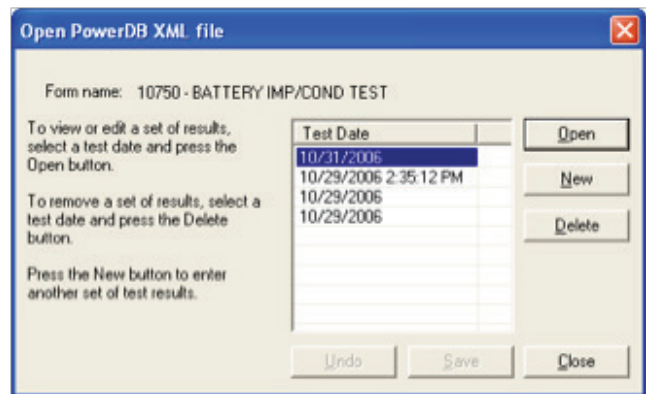 Open PowerDB XML file
Form name: 10750 - BATTERY IMP/COND TEST
To view or edit a set of results,
select a test date and press the
Open button.
To remove a set of results, select a
test date and press the Delete
button.
Press the New button to enter
another set of test results.
Test Date
10/31/2006
10/29/2006 2:35:12 PM
10/29/2006
10/29/2006
Open
New
Delete
Undo
Save
Close